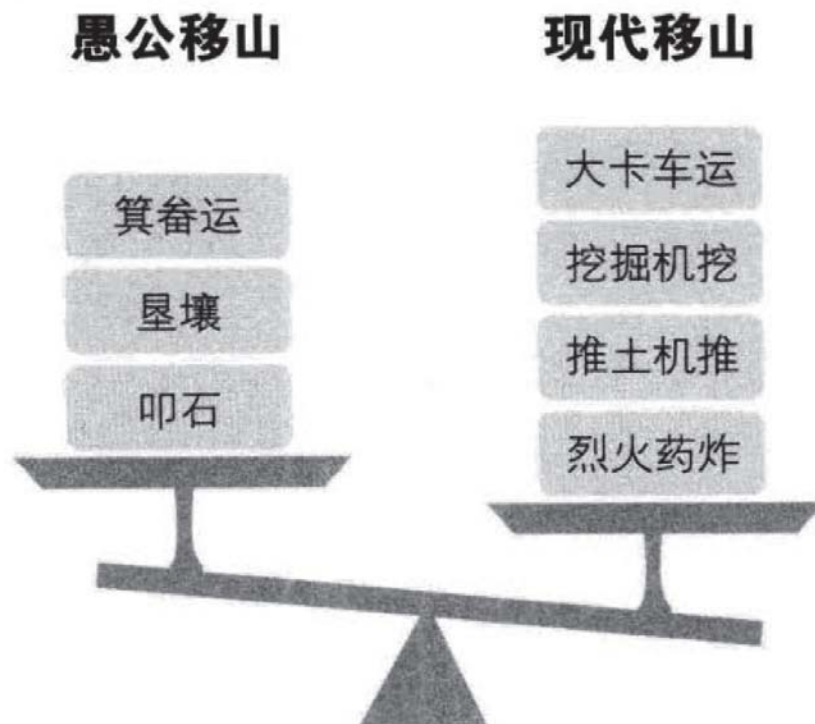 愚公移山
箕畚运
垦壤
叩石
现代移山
大卡车运
挖掘机挖
推土机推
烈火药炸